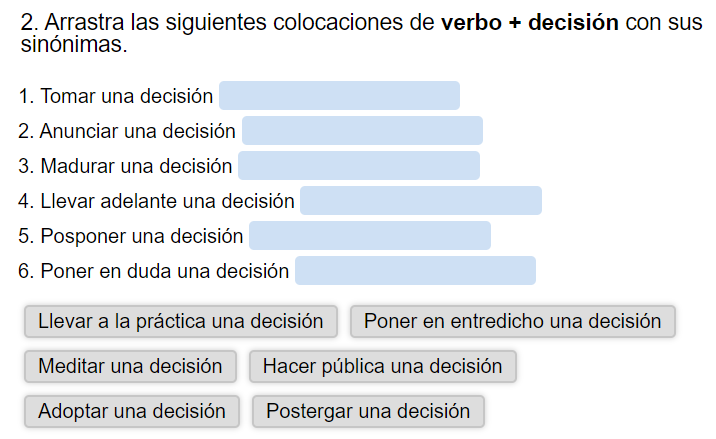 2. Arrastra las siguientes colocaciones de verbo + decisión con sus
sinónimas.
1. Tomar una decisión
2. Anunciar una decisión
3. Madurar una decisión
4. Llevar adelante una decisión
5. Posponer una decisión
6. Poner en duda una decisión
Llevar a la práctica una decisión Poner en entredicho una decisión
Meditar una decisión Hacer pública una decisión
Adoptar una decisión Postergar una decisión